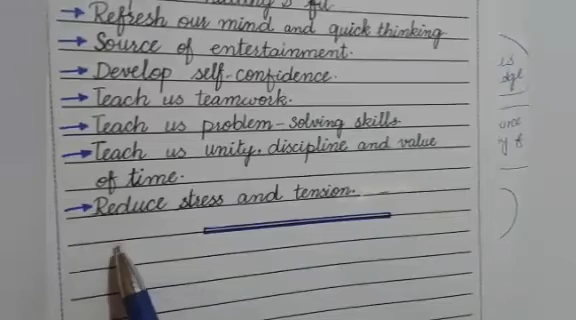 → Refresh our mind and quick thinking
→ Source of entertainment.
→ Develop self-confidence.
→ Teach us teamwork.
→ Teach us problem-solving skills.
→ Teach us unity, discipline and value
of time.
→ Reduce stress and tension.